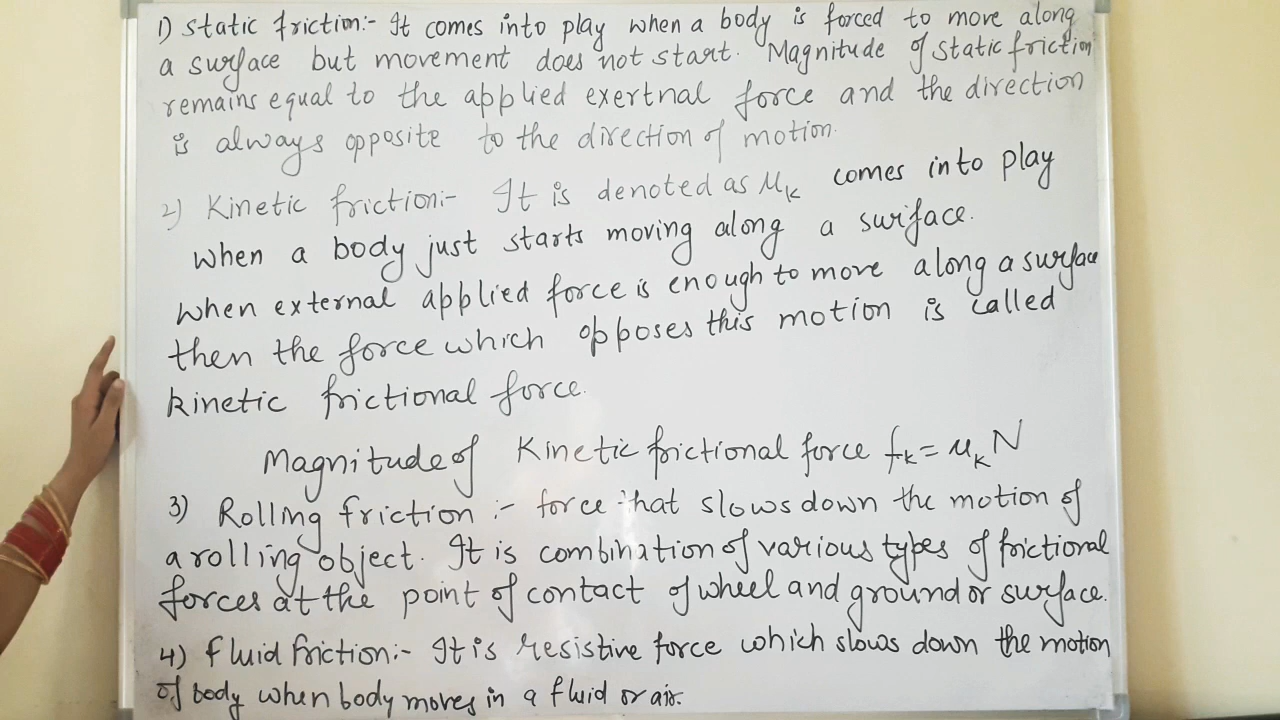 1) static friction:- It comes into play when a body is forced to move along
a surface but movement does not start. Magnitude of static friction
remains equal to the applied exertnal force and the direction
is always opposite to the direction of motion.
2) Kinetic friction:- It is denoted as μK comes into play
when a body just starts moving along a surface.
when external applied force is enough to move along a surface
then the force which opposes this motion is called
kinetic frictional force.
Magnitude of Kinetic frictional force fk = μK N
3) Rolling friction :- force that slows down the motion of
a rolling object. It is combination of various types of frictional
forces at the point of contact of wheel and ground or surface.
4) fluid friction:- It is resistive force which slows down the motion
of body when body moves in a fluid or air.